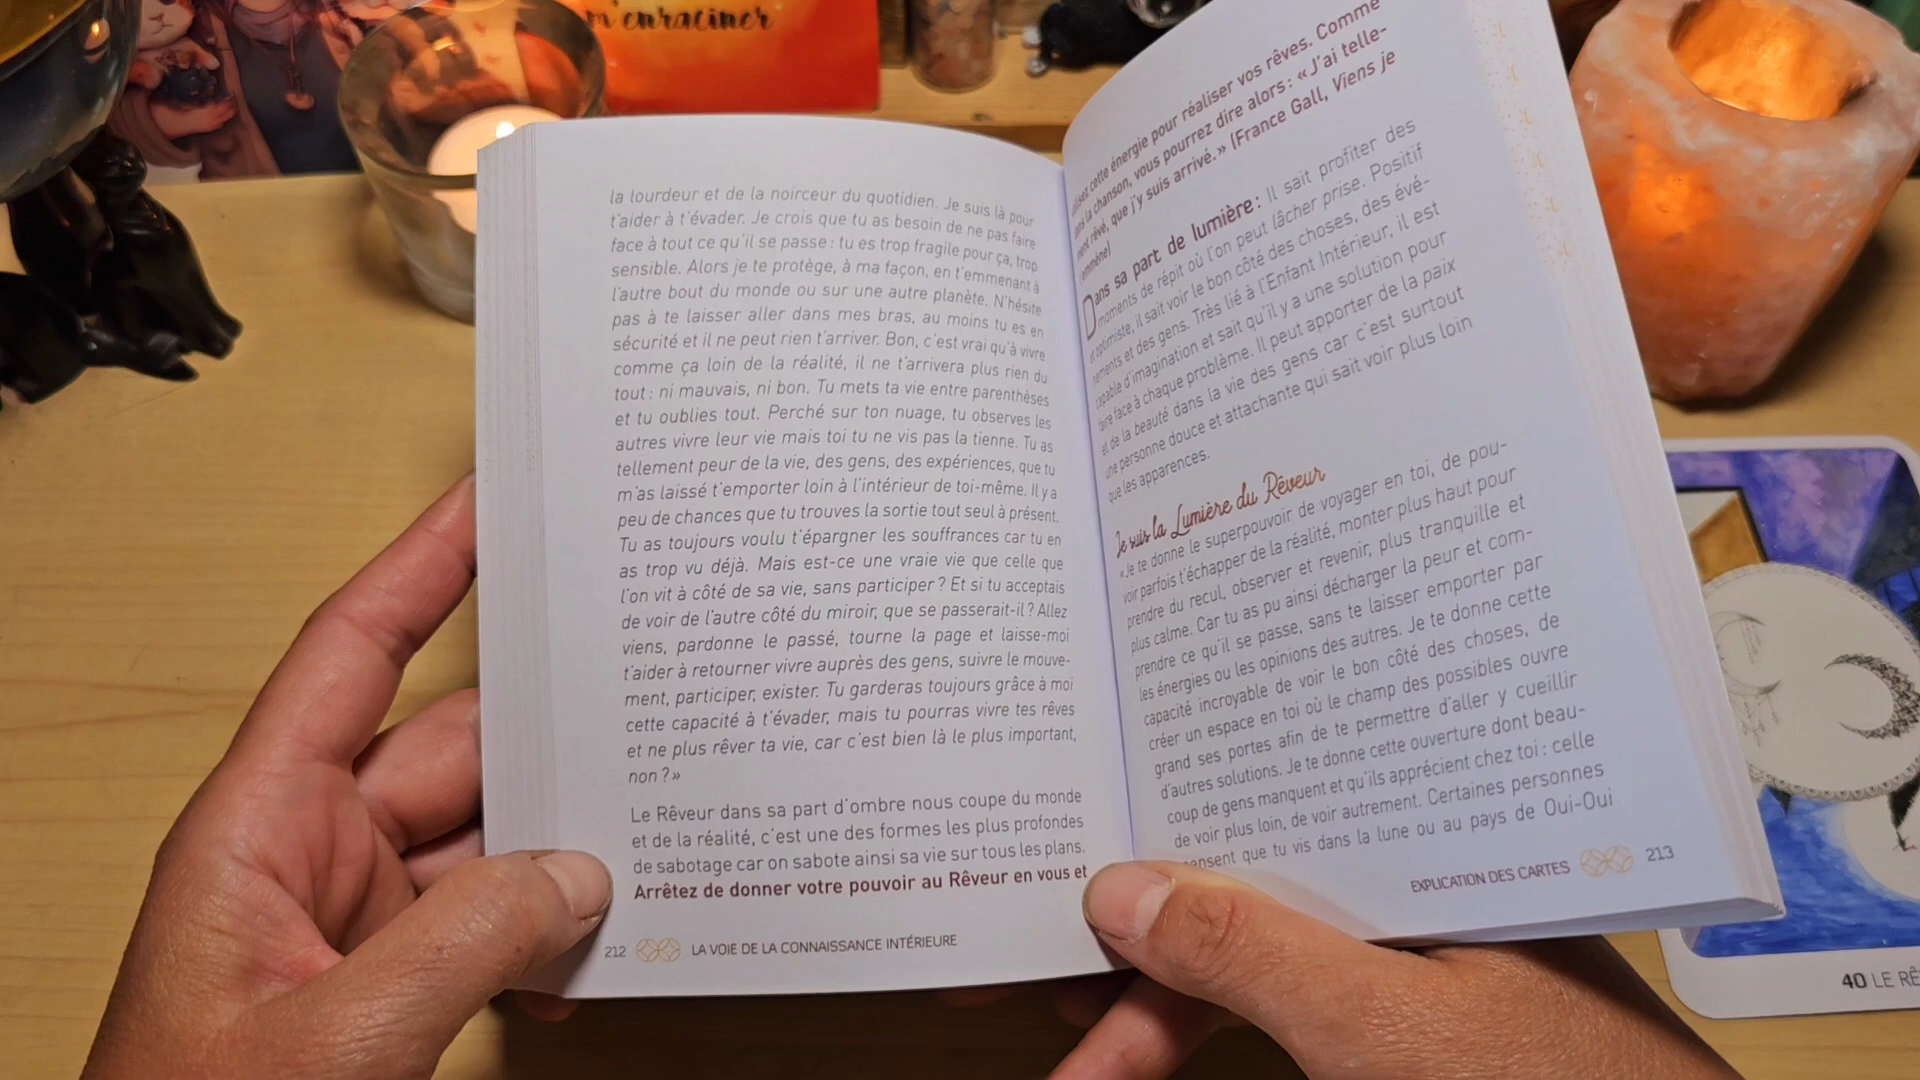 m'enraciner
la lourdeur et de la noirceur du quotidien. Je suis là pour
t'aider à t'évader. Je crois que tu as besoin de ne pas faire
face à tout ce qu'il se passe : tu es trop fragile pour ça, trop
sensible. Alors je te protège, à ma façon, en t'emmenant à
l'autre bout du monde ou sur une autre planète. N'hésite
pas à te laisser aller dans mes bras, au moins tu es en
sécurité et il ne peut rien t'arriver. Bon, c'est vrai qu'à vivre
comme ça loin de la réalité, il ne t'arrivera plus rien du
tout : ni mauvais, ni bon. Tu mets ta vie entre parenthèses
et tu oublies tout. Perché sur ton nuage, tu observes les
autres vivre leur vie mais toi tu ne vis pas la tienne. Tu as
tellement peur de la vie, des gens, des expériences, que tu
m'as laissé t'emporter loin à l'intérieur de toi-même. Il y a
peu de chances que tu trouves la sortie tout seul à présent.
Tu as toujours voulu t'épargner les souffrances car tu en
as trop vu déjà. Mais est-ce une vraie vie que celle que
l'on vit à côté de sa vie, sans participer ? Et si tu acceptais
de voir de l'autre côté du miroir, que se passerait-il ? Allez
viens, pardonne le passé, tourne la page et laisse-moi
t'aider à retourner vivre auprès des gens, suivre le mouve-
ment, participer, exister. Tu garderas toujours grâce à moi
cette capacité à t'évader, mais tu pourras vivre tes rêves
et ne plus rêver ta vie, car c'est bien là le plus important,
non ? »
Le Rêveur dans sa part d'ombre nous coupe du monde
et de la réalité, c'est une des formes les plus profondes
de sabotage car on sabote ainsi sa vie sur tous les plans.
Arrêtez de donner votre pouvoir au Rêveur en vous et
212 LA VOIE DE LA CONNAISSANCE INTÉRIEURE
cette énergie pour réaliser vos rêves. Comme
dans la chanson, vous pourrez dire alors : « J'ai telle-
ment rêvé, que j'y suis arrivé. » (France Gall, Viens je
t'emmène)
Dans sa part de lumière : Il sait profiter des
moments de répit où l'on peut lâcher prise. Positif
et optimiste, il sait voir le bon côté des choses, des évé-
nements et des gens. Très lié à l'Enfant Intérieur, il est
capable d'imagination et sait qu'il y a une solution pour
faire face à chaque problème. Il peut apporter de la paix
et de la beauté dans la vie des gens car c'est surtout
une personne douce et attachante qui sait voir plus loin
que les apparences.
Je suis la Lumière du Rêveur
« Je te donne le superpouvoir de voyager en toi, de pou-
voir parfois t'échapper de la réalité, monter plus haut pour
prendre du recul, observer et revenir, plus tranquille et
plus calme. Car tu as pu ainsi décharger la peur et com-
prendre ce qu'il se passe, sans te laisser emporter par
les énergies ou les opinions des autres. Je te donne cette
capacité incroyable de voir le bon côté des choses, de
créer un espace en toi où le champ des possibles ouvre
grand ses portes afin de te permettre d'aller y cueillir
d'autres solutions. Je te donne cette ouverture dont beau-
coup de gens manquent et qu'ils apprécient chez toi : celle
de voir plus loin, de voir autrement. Certaines personnes
pensent que tu vis dans la lune ou au pays de Oui-Oui
EXPLICATION DES CARTES 213
40 LE RÊ